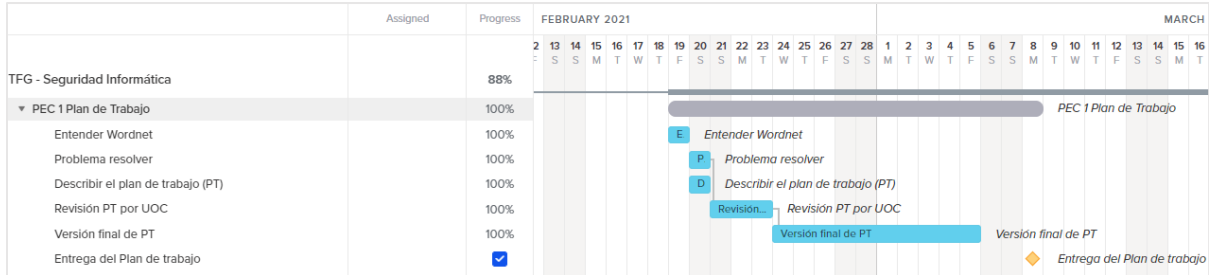 Assigned Progress FEBRUARY 2021 MARCH
2 13 14 15 16 17 18 19 20 21 22 23 24 25 26 27 28 1 2 3 4 5 6 7 8 9 10 11 12 13 14 15 16
F S S M T W T F S S M T W T F S S M T W T F S S M T W T F S S M T
TFG - Seguridad Informática 88%
PEC 1 Plan de Trabajo 100% PEC 1 Plan de Trabajo
Entender Wordnet 100% E Entender Wordnet
Problema resolver 100% P. Problema resolver
Describir el plan de trabajo (PT) 100% D Describir el plan de trabajo (PT)
Revisión PT por UOC 100% Revisión... Revisión PT por UOC
Versión final de PT 100% Versión final de PT Versión final de PT
Entrega del Plan de trabajo Entrega del Plan de trabajo